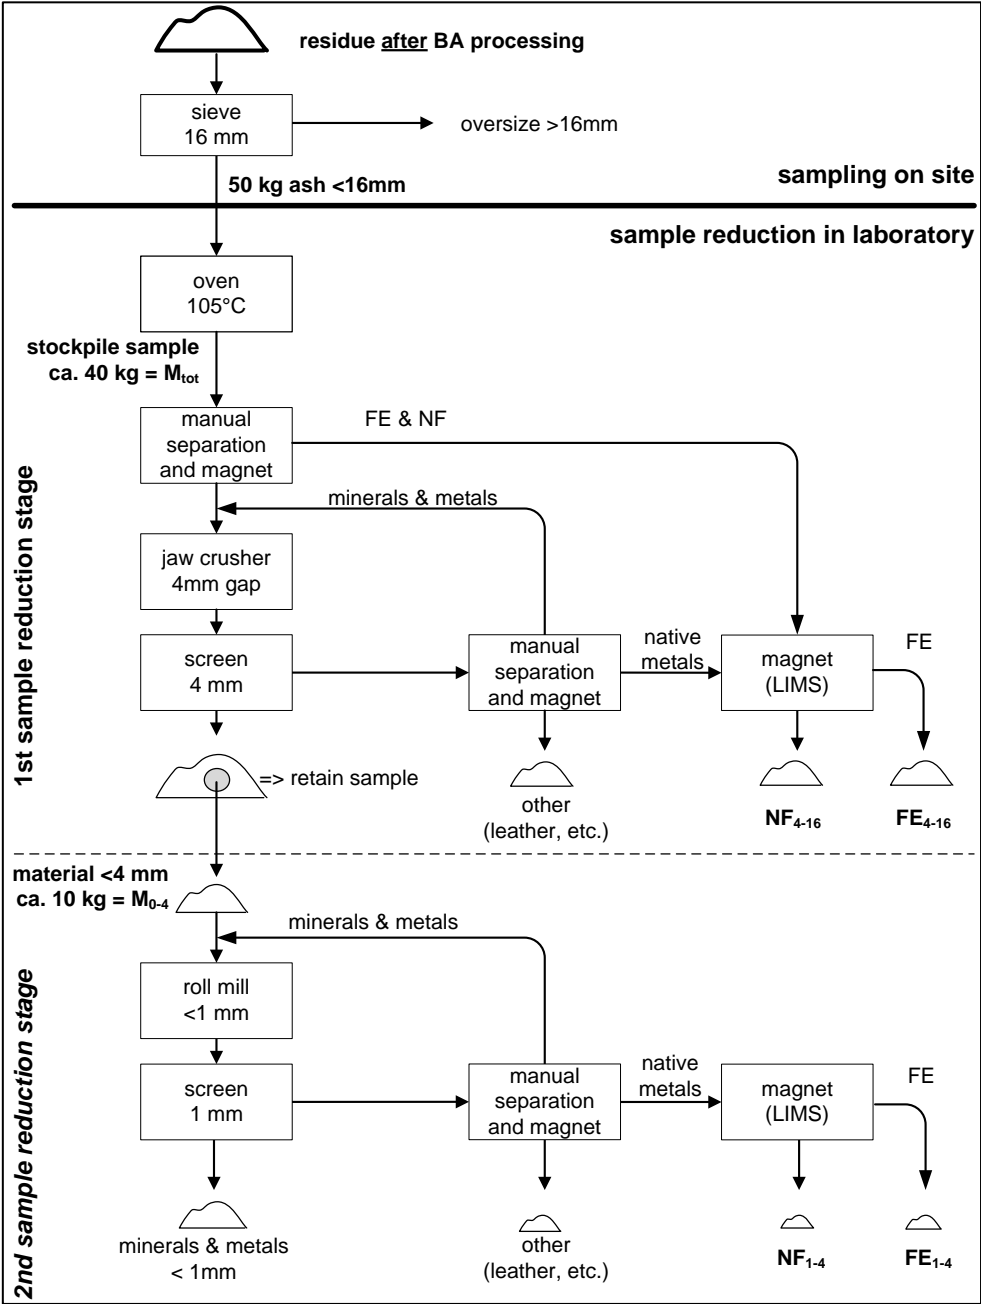 residue after BA processing
sieve
16 mm
oversize >16mm
50 kg ash <16mm
sampling on site
sample reduction in laboratory
oven
105°C
stockpile sample
ca. 40 kg = Mtot
1st sample reduction stage
manual
separation
and magnet
FE & NF
minerals & metals
jaw crusher
4mm gap
screen
4 mm
manual
separation
and magnet
native
metals
magnet
(LIMS)
FE
=> retain sample
other
(leather, etc.)
NF4-16
FE4-16
material <4 mm
ca. 10 kg = M0-4
2nd sample reduction stage
minerals & metals
roll mill
<1 mm
screen
1 mm
manual
separation
and magnet
native
metals
magnet
(LIMS)
FE
minerals & metals
< 1mm
other
(leather, etc.)
NF1-4
FE1-4